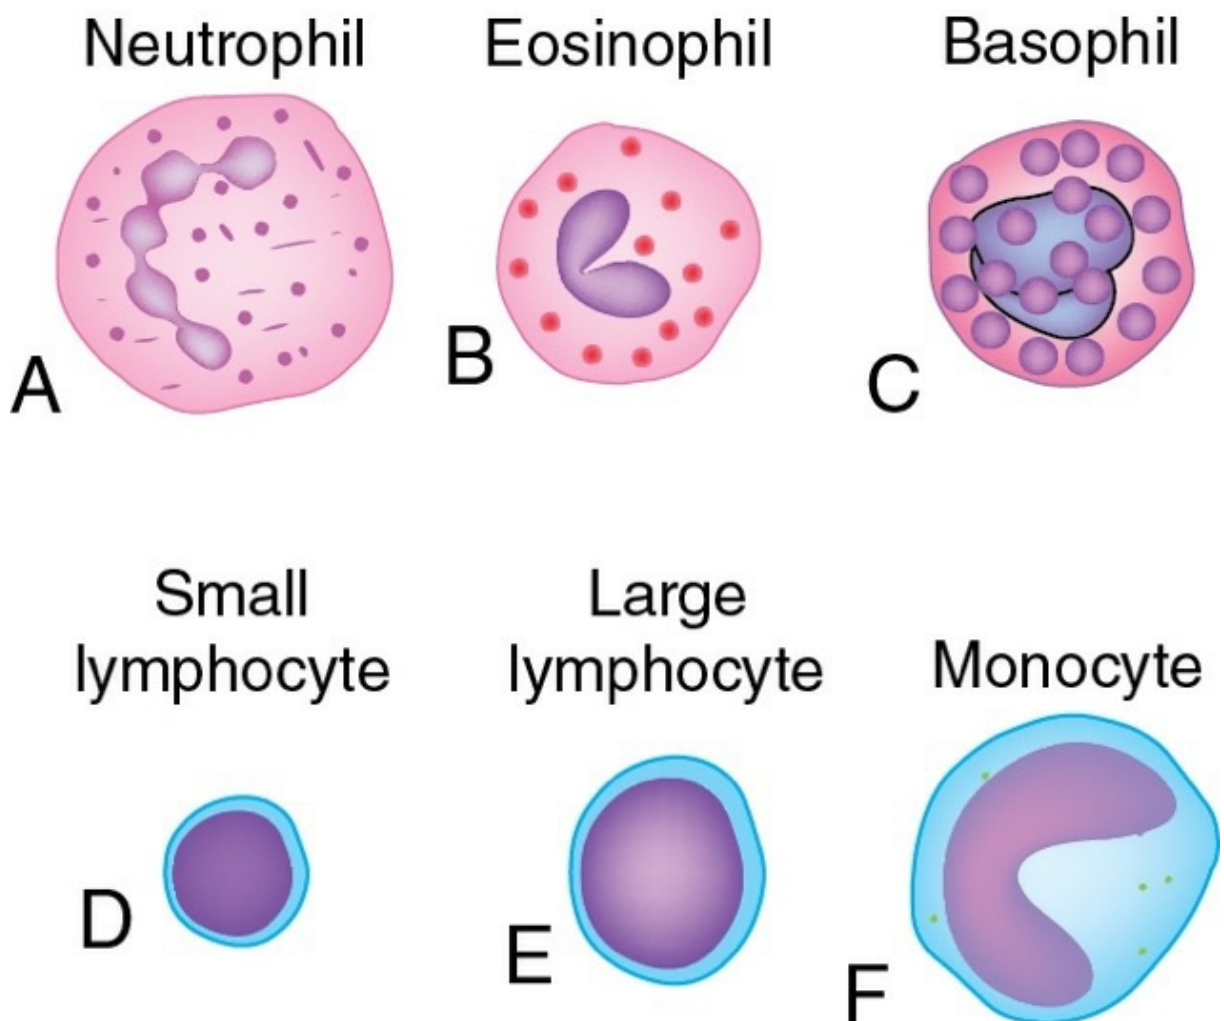 Neutrophil
Eosinophil
Basophil
A
B
C
Small
lymphocyte
Large
lymphocyte
Monocyte
D
E
F